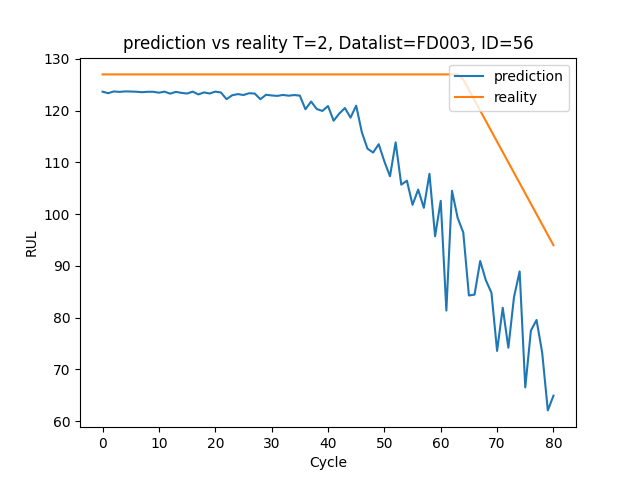 prediction vs reality T=2, Datalist=FD003, ID=56
130
120
110
100
90
80
70
60
RUL
prediction
reality
0 10 20 30 40 50 60 70 80
Cycle